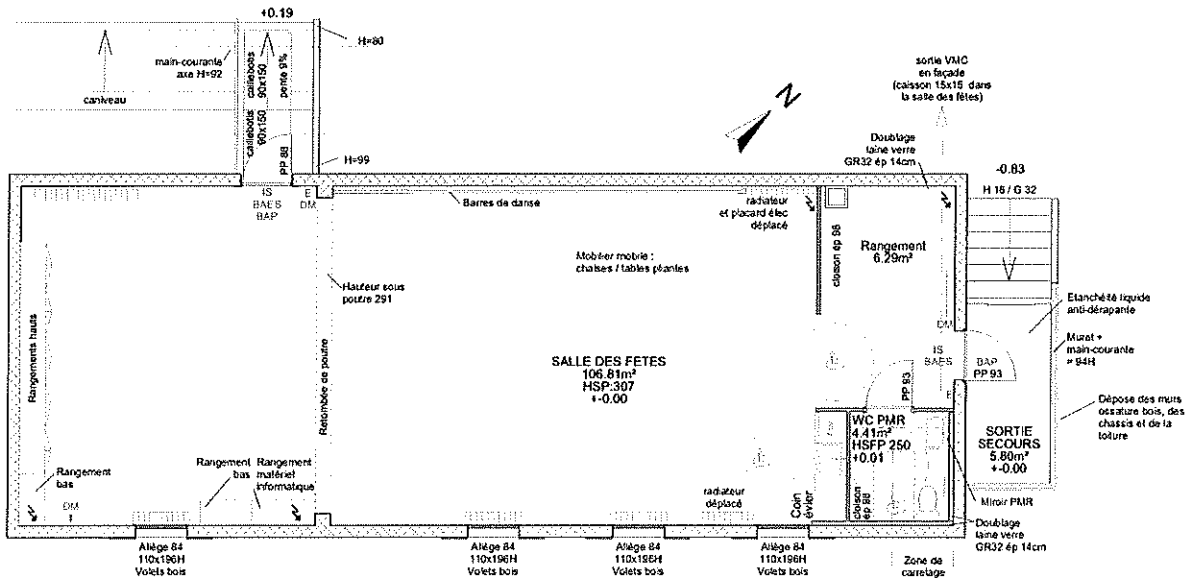 +0.19
H=80
main-courante
axe H=92
caillebotis
90x150
pente 9%
caillebotis
90x150
caniveau
PP 88
H=99
N
sortie VMC
en façade
(caisson 15x15 dans
la salle des fêtes)
Doublage
laine verre
GR32 ép 14cm
-0.83
H 16 / G 32
IS
BAES
BAP
E
DM
Barres de danse
radiateur
et placard élec
déplacé
cloison ép 98
Rangement
6.29m²
Mobilier mobile :
chaises / tables pliantes
Hauteur sous
poutre 291
Etanchéité liquide
anti-dérapante
Rangements hauts
Retombée de poutre
SALLE DES FETES
106.81m²
HSP:307
+-0.00
DM
IS
BAES
BAP
PP 93
Muret +
main-courante
= 94H
PP 93
E
Dépose des murs
ossature bois, des
chassis et de la
toiture
WC PMR
4.41m²
HSFP 250
+0.01
SORTIE
SECOURS
5.80m²
+-0.00
Rangement
bas
DM
Rangement
bas
Rangement
matériel
informatique
radiateur
déplacé
Coin
évier
cloison
ép 98
Miroir PMR
Doublage
laine verre
GR32 ép 14cm
Allège 84
110x196H
Volets bois
Allège 84
110x196H
Volets bois
Allège 84
110x196H
Volets bois
Allège 84
110x196H
Volets bois
Zone de
carrelage